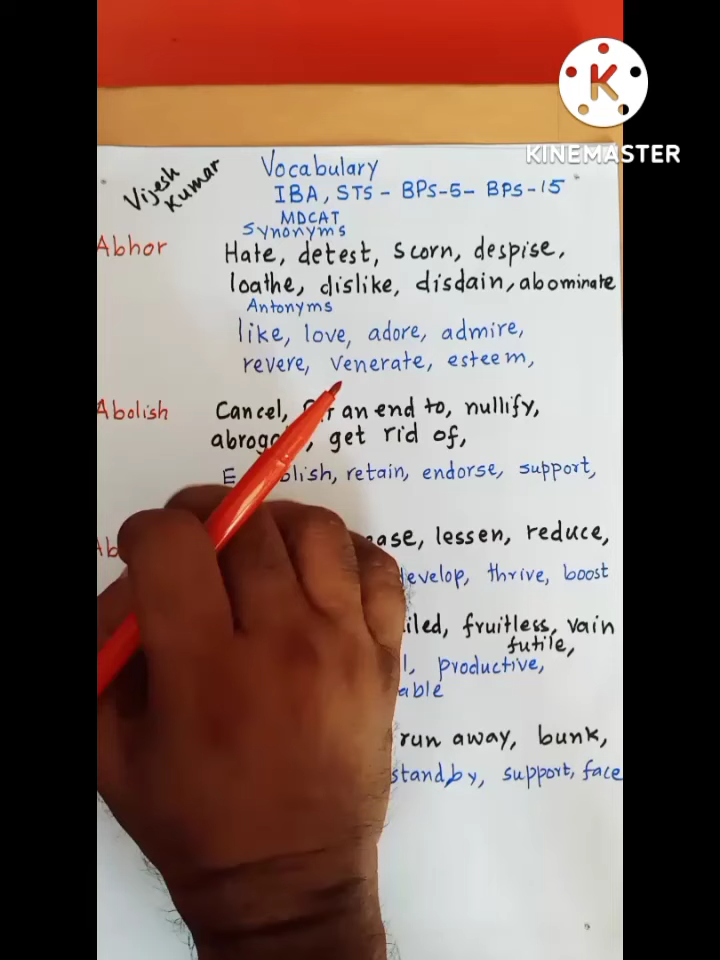 K
KINEMASTER
Vijesh Kumar
Vocabulary
IBA, STS - BPS-5- BPS-15
MDCAT
Synonyms
Abhor Hate, detest, scorn, despise,
loathe, dislike, disdain, abominate
Antonyms
like, love, adore, admire,
revere, venerate, esteem,
Abolish Cancel, an end to, nullify,
get rid of,
retain, endorse, support,
lessen, reduce,
develop, thrive, boost
fruitless, vain
futile,
productive,
run away, bunk,
standby, support, face